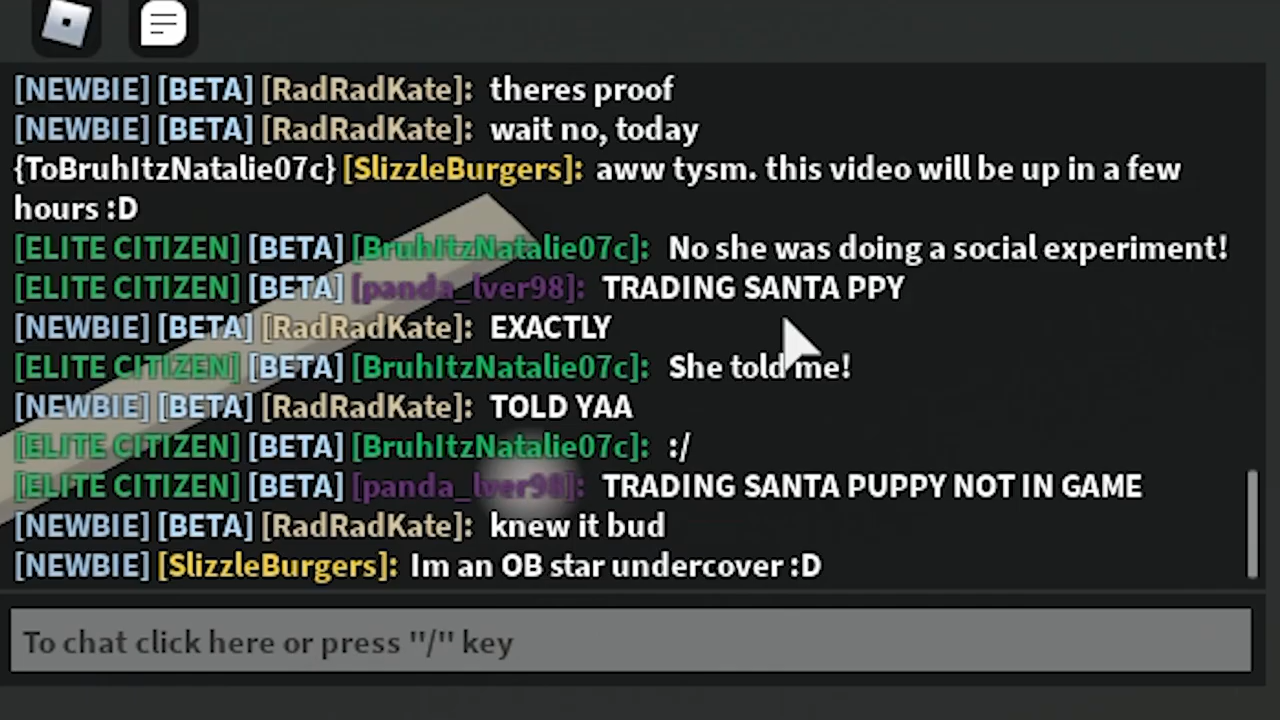 [NEWBIE] [BETA] [RadRadKate]: theres proof
[NEWBIE] [BETA] [RadRadKate]: wait no, today
{ToBruhItzNatalie07c} [SlizzleBurgers]: aww tysm. this video will be up in a few
hours :D
[ELITE CITIZEN] [BETA] [BruhItzNatalie07c]: No she was doing a social experiment!
[ELITE CITIZEN] [BETA] [panda_lver98]: TRADING SANTA PPY
[NEWBIE] [BETA] [RadRadKate]: EXACTLY
[ELITE CITIZEN] [BETA] [BruhItzNatalie07c]: She told me!
[NEWBIE] [BETA] [RadRadKate]: TOLD YAA
[ELITE CITIZEN] [BETA] [BruhItzNatalie07c]: :/
[ELITE CITIZEN] [BETA] [panda_lver98]: TRADING SANTA PUPPY NOT IN GAME
[NEWBIE] [BETA] [RadRadKate]: knew it bud
[NEWBIE] [SlizzleBurgers]: Im an OB star undercover :D
To chat click here or press "/" key